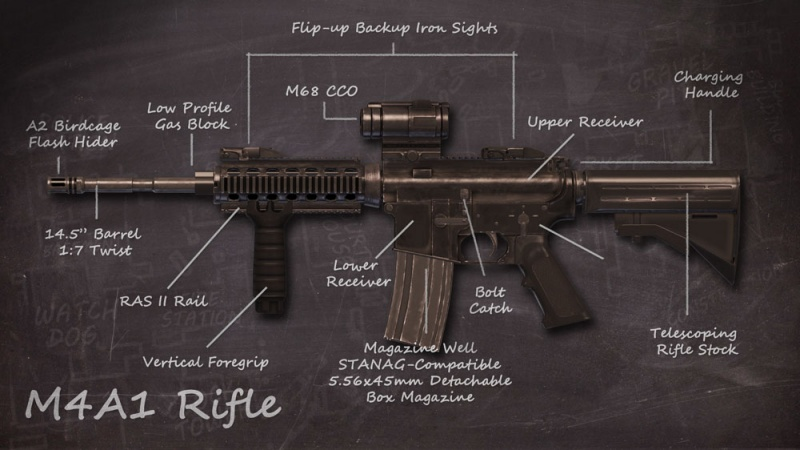 Flip-up Backup Iron Sights
M68 CCO
Charging
Handle
Low Profile
Gas Block
A2 Birdcage
Flash Hider
Upper Receiver
14.5" Barrel
1:7 Twist
Lower
Receiver
RAS II Rail
Bolt
Catch
Vertical Foregrip
Telescoping
Rifle Stock
Magazine Well
STANAG-Compatible
5.56x45mm Detachable
Box Magazine
M4A1 Rifle
WATCH
DOG